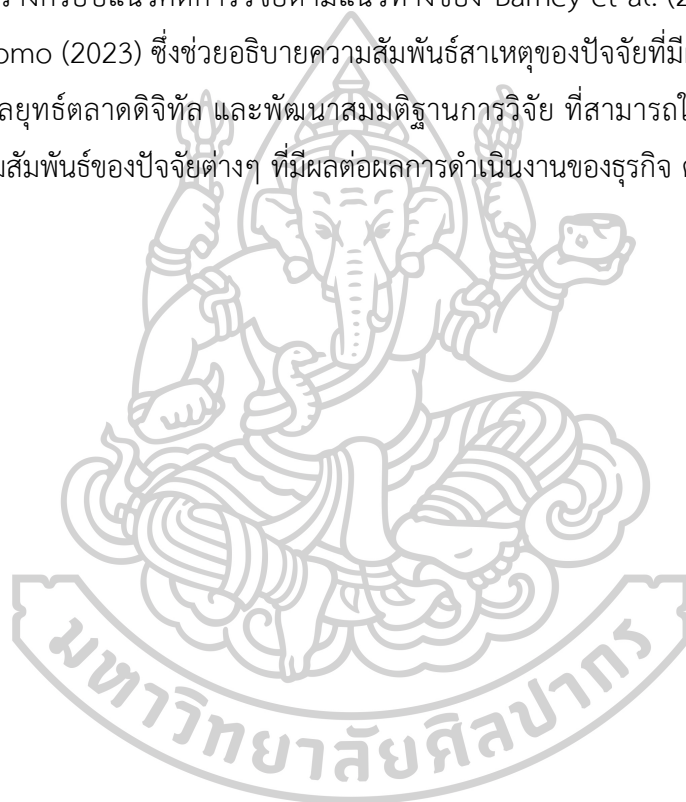 างกรอบแนวคิดการวิจัยตามแนวทางของ Barney et al. (2
omo (2023) ซึ่งช่วยอธิบายความสัมพันธ์สาเหตุของปัจจัยที่มี
ลยุทธ์ตลาดดิจิทัล และพัฒนาสมมติฐานการวิจัย ที่สามารถใ
มสัมพันธ์ของปัจจัยต่างๆ ที่มีผลต่อผลการดำเนินงานของธุรกิจ
มหาวิทยาลัยศิลปากร